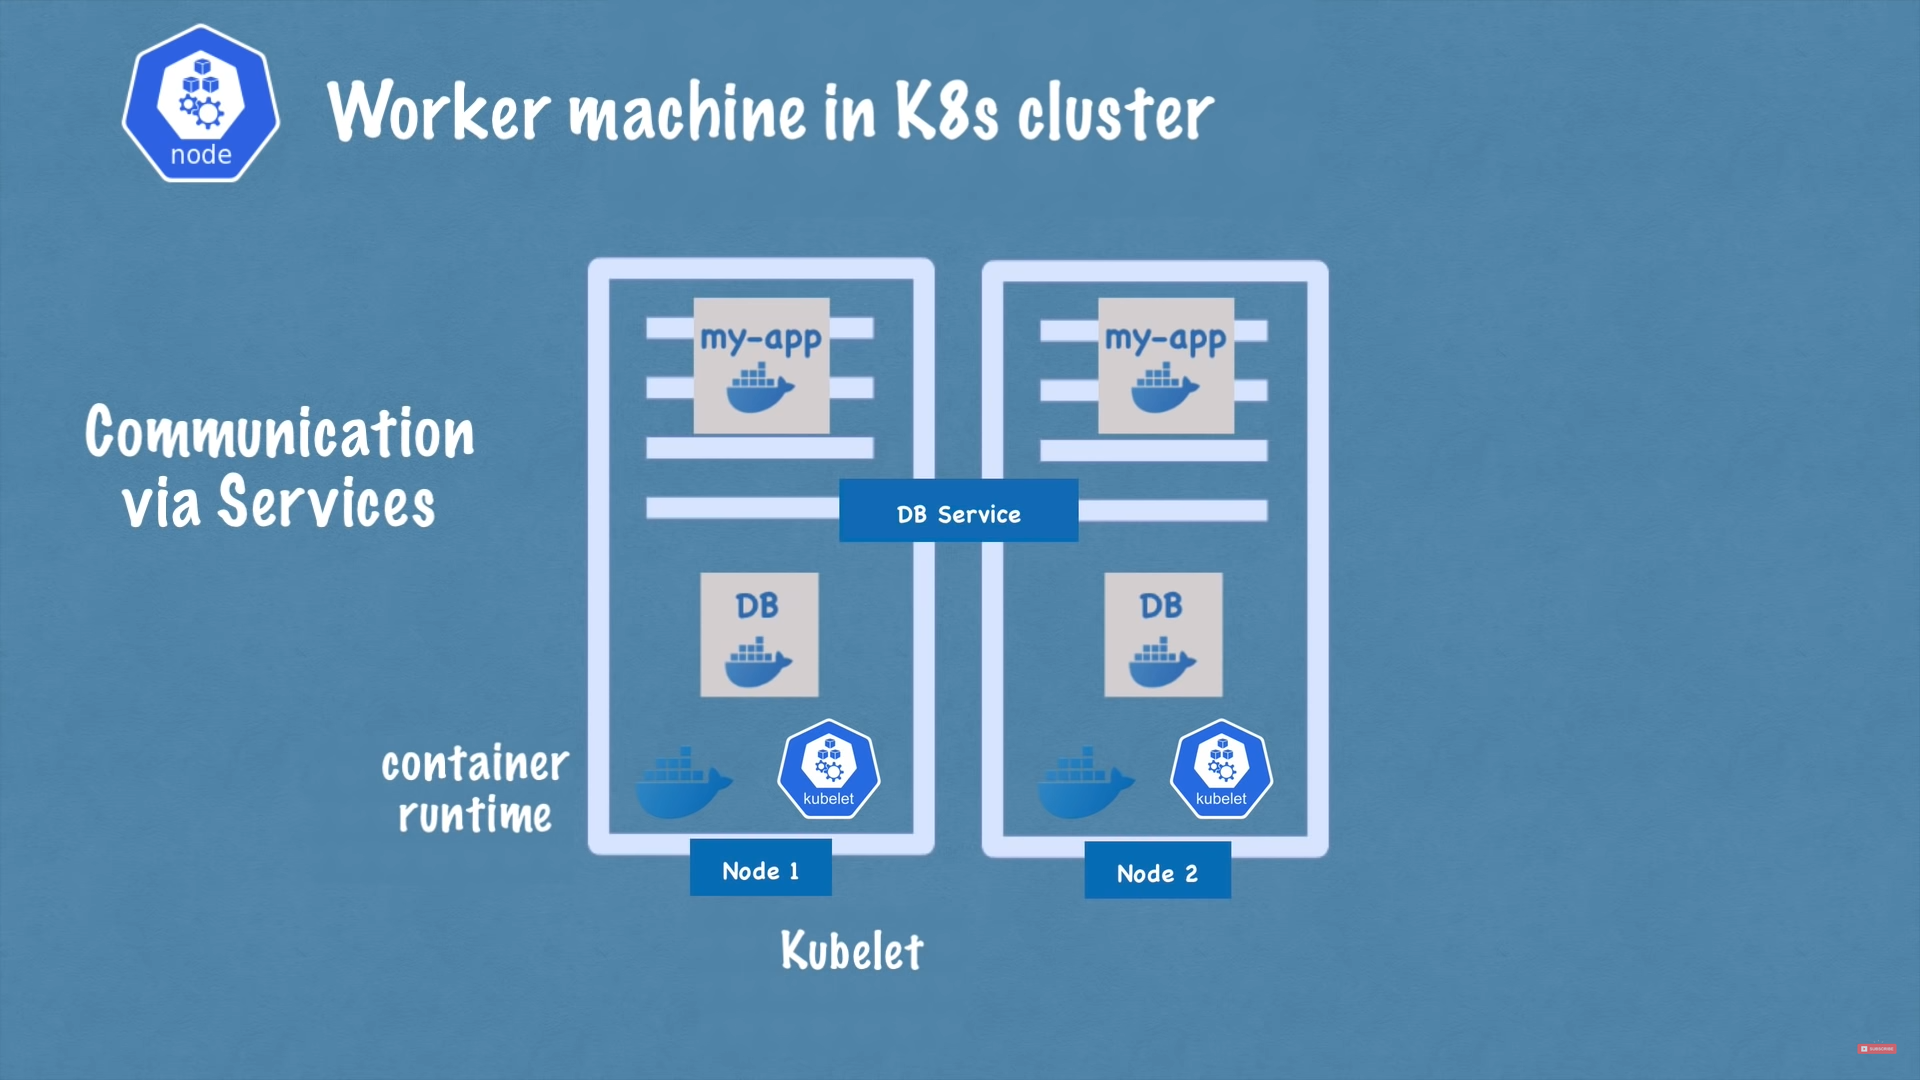 node
Worker machine in K8s cluster
my-app
my-app
Communication
via Services
DB Service
DB
DB
container
runtime
kubelet
kubelet
Node 1
Node 2
Kubelet
SUBSCRIBE